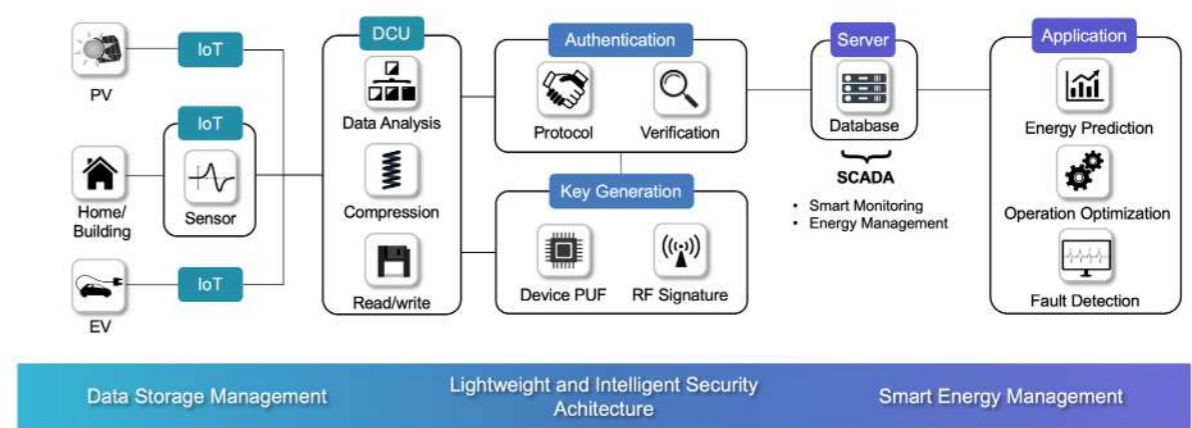 PV
IoT
Home/
Building
IoT
Sensor
EV
IoT
DCU
Data Analysis
Compression
Read/write
Authentication
Protocol
Verification
Key Generation
Device PUF
RF Signature
Server
Database
SCADA
• Smart Monitoring
• Energy Management
Application
Energy Prediction
Operation Optimization
Fault Detection
Data Storage Management
Lightweight and Intelligent Security
Achitecture
Smart Energy Management